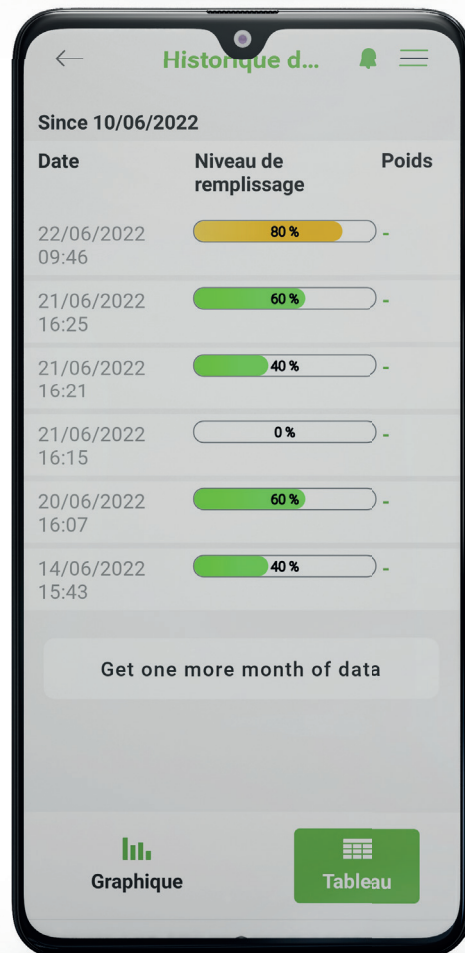 Historique d...
Since 10/06/2022
Date Niveau de Poids
remplissage
22/06/2022 80 % -
09:46
21/06/2022 60 % -
16:25
21/06/2022 40 % -
16:21
21/06/2022 0 % -
16:15
20/06/2022 60 % -
16:07
14/06/2022 40 % -
15:43
Get one more month of data
Graphique Tableau